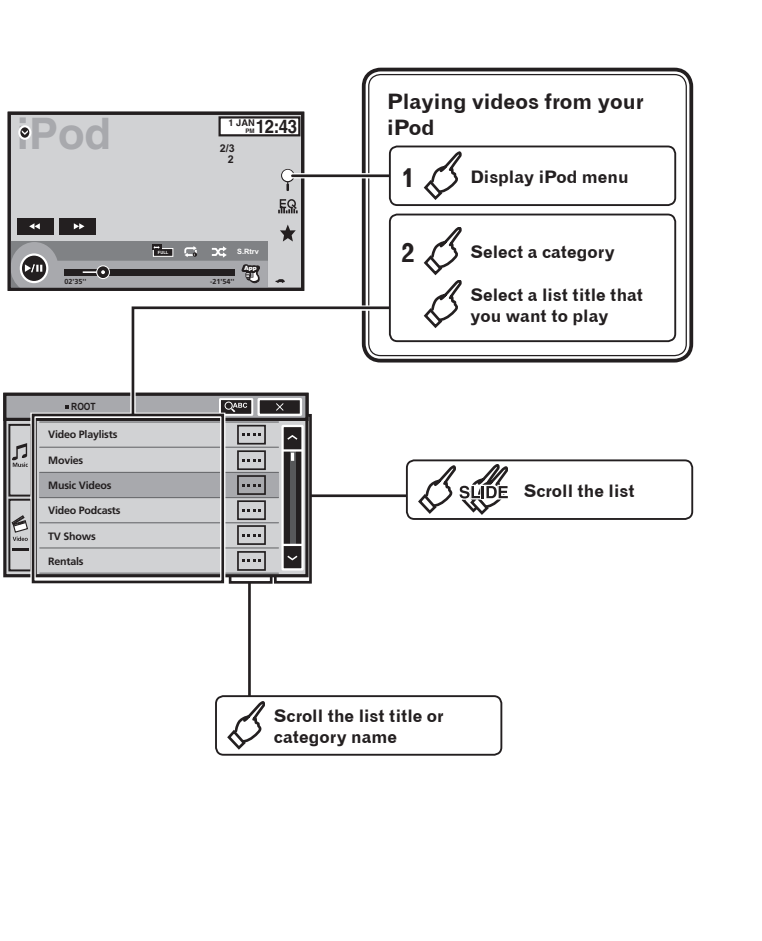 Playing videos from your
iPod
1 Display iPod menu
2 Select a category
Select a list title that
you want to play
iPod
1 JAN
PM 12:43
2/3
2
EQ
FULL
S.Rtrv
App
02'35"
-21'54"
ROOT
ABC
Music
Video
Video Playlists
Movies
Music Videos
Video Podcasts
TV Shows
Rentals
SLIDE Scroll the list
Scroll the list title or
category name